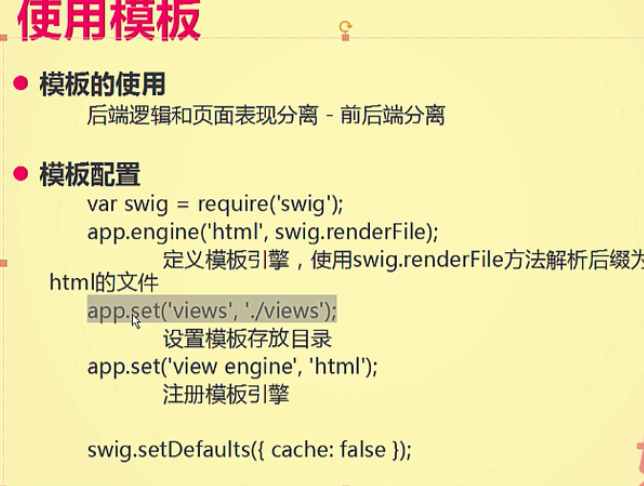 使用模板
模板的使用
后端逻辑和页面表现分离 - 前后端分离
模板配置
var swig = require('swig');
app.engine('html', swig.renderFile);
定义模板引擎，使用swig.renderFile方法解析后缀为
html的文件
app.set('views', './views');
设置模板存放目录
app.set('view engine', 'html');
注册模板引擎
swig.setDefaults({ cache: false });